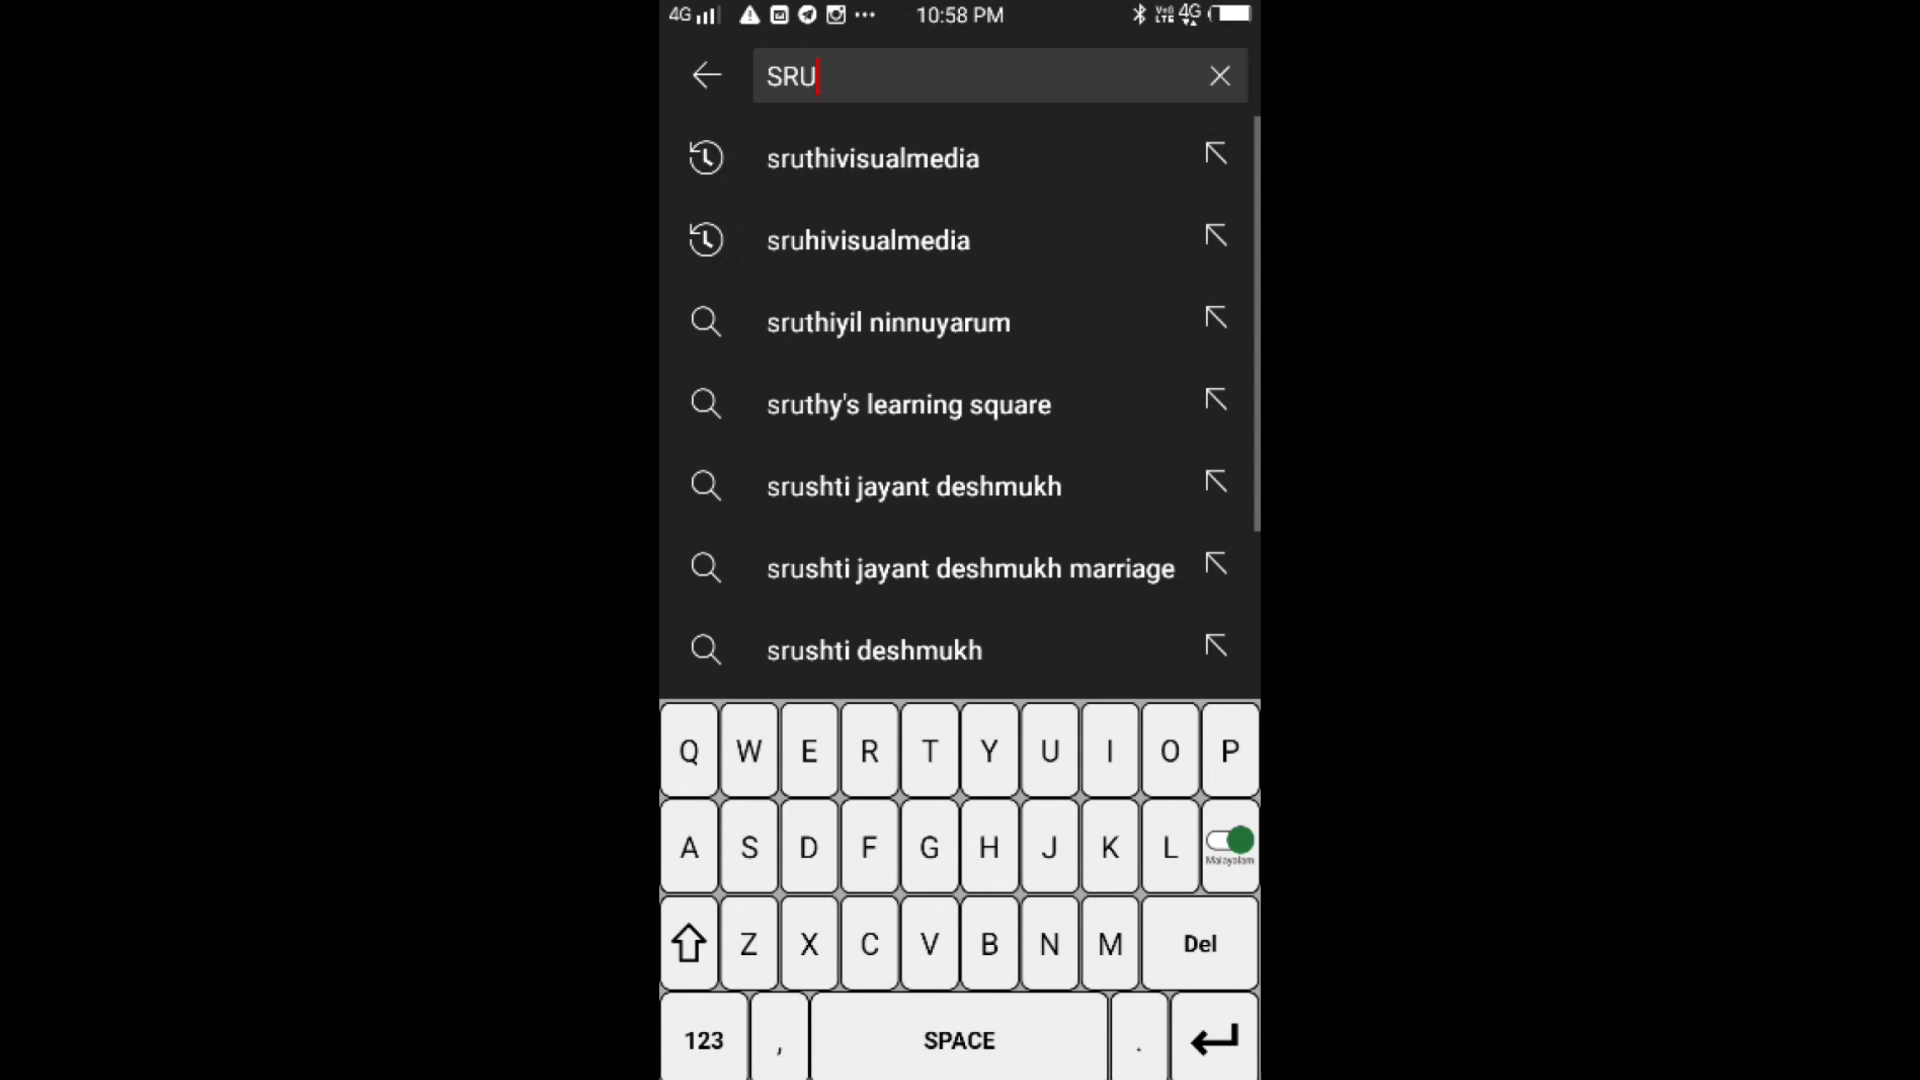 4G 10:58 PM VoLTE 4G
SRU
sruthivisualmedia
sruhivisualmedia
sruthiyil ninnuyarum
sruthy's learning square
srushti jayant deshmukh
srushti jayant deshmukh marriage
srushti deshmukh
Q W E R T Y U I O P
A S D F G H J K L Malayalam
Z X C V B N M Del
123 , SPACE .